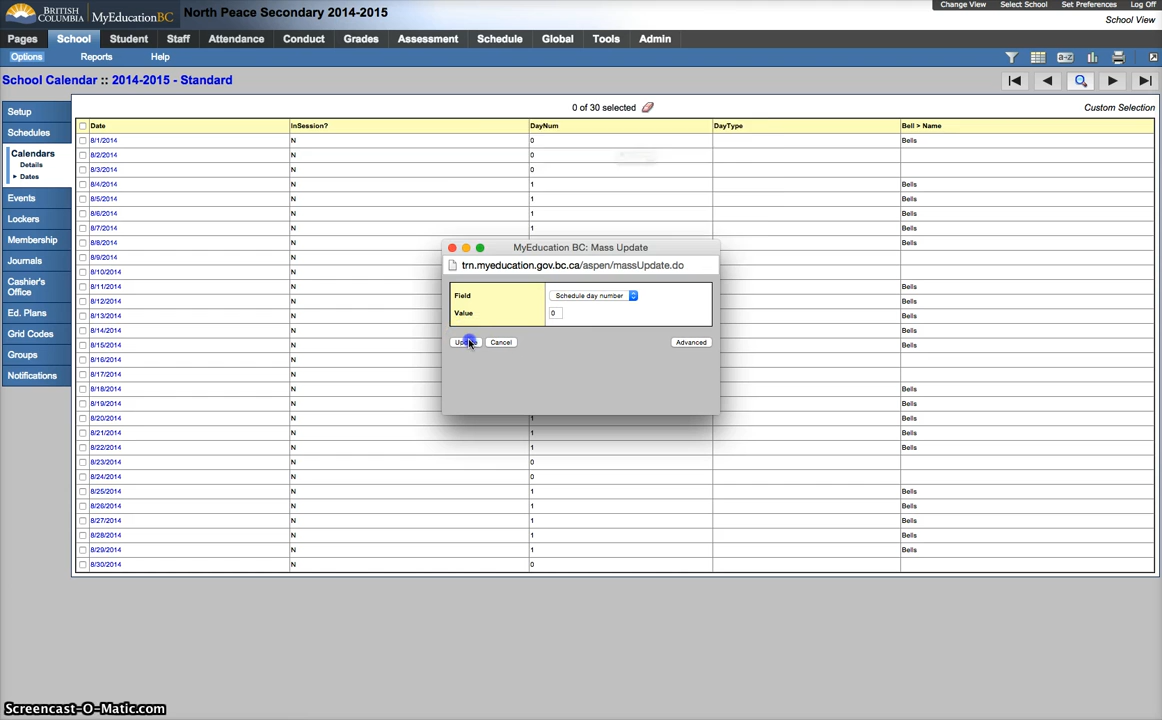 BRITISH COLUMBIA MyEducationBC North Peace Secondary 2014-2015 Change View Select School Set Preferences Log Off
School View
Pages School Student Staff Attendance Conduct Grades Assessment Schedule Global Tools Admin
Options Reports Help a-z
School Calendar :: 2014-2015 - Standard
0 of 30 selected Custom Selection
Setup
Schedules
Calendars
Details
Dates
Events
Lockers
Membership
Journals
Cashier's Office
Ed. Plans
Grid Codes
Groups
Notifications
Date InSession? DayNum DayType Bell > Name
8/1/2014 N 0 Bells
8/2/2014 N 0
8/3/2014 N 0
8/4/2014 N 1 Bells
8/5/2014 N 1 Bells
8/6/2014 N 1 Bells
8/7/2014 N 1 Bells
8/8/2014 N Bells
8/9/2014 N
8/10/2014 N
8/11/2014 N Bells
8/12/2014 N Bells
8/13/2014 N Bells
8/14/2014 N Bells
8/15/2014 N Bells
8/16/2014 N
8/17/2014 N
8/18/2014 N Bells
8/19/2014 N Bells
8/20/2014 N 1 Bells
8/21/2014 N 1 Bells
8/22/2014 N 1 Bells
8/23/2014 N 0
8/24/2014 N 0
8/25/2014 N 1 Bells
8/26/2014 N 1 Bells
8/27/2014 N 1 Bells
8/28/2014 N 1 Bells
8/29/2014 N 1 Bells
8/30/2014 N 0
MyEducation BC: Mass Update
trn.myeducation.gov.bc.ca/aspen/massUpdate.do
Field Schedule day number
Value 0
Cancel Advanced
Screencast-O-Matic.com